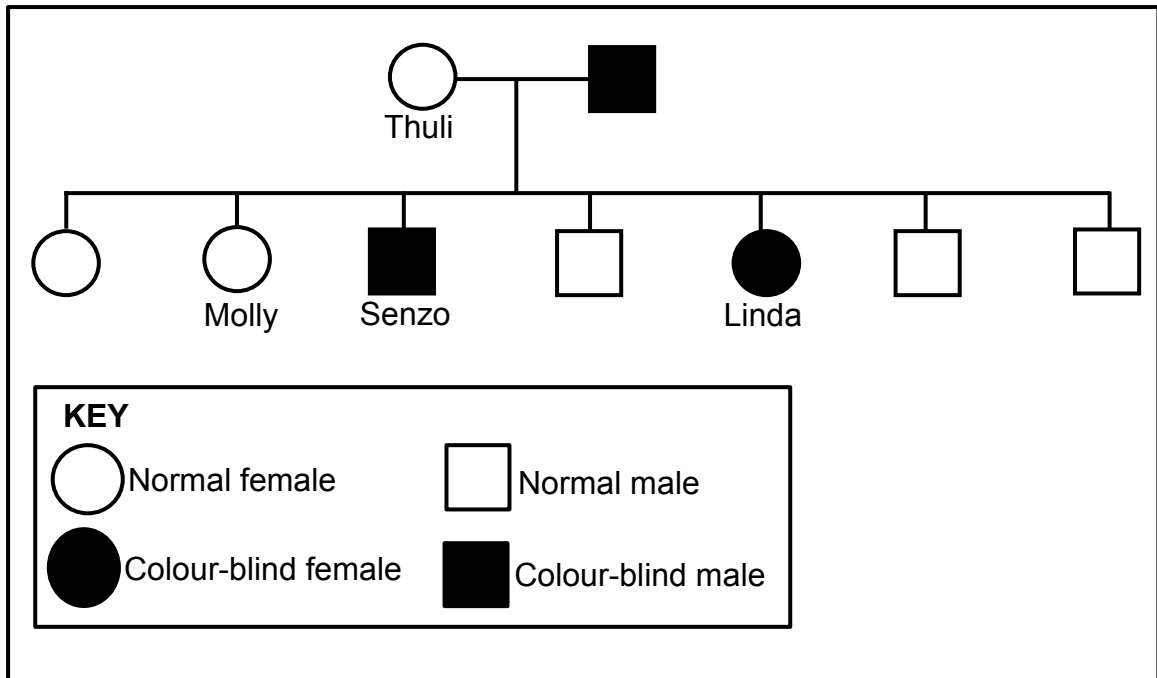 Thuli
Molly
Senzo
Linda
KEY
Normal female
Normal male
Colour-blind female
Colour-blind male